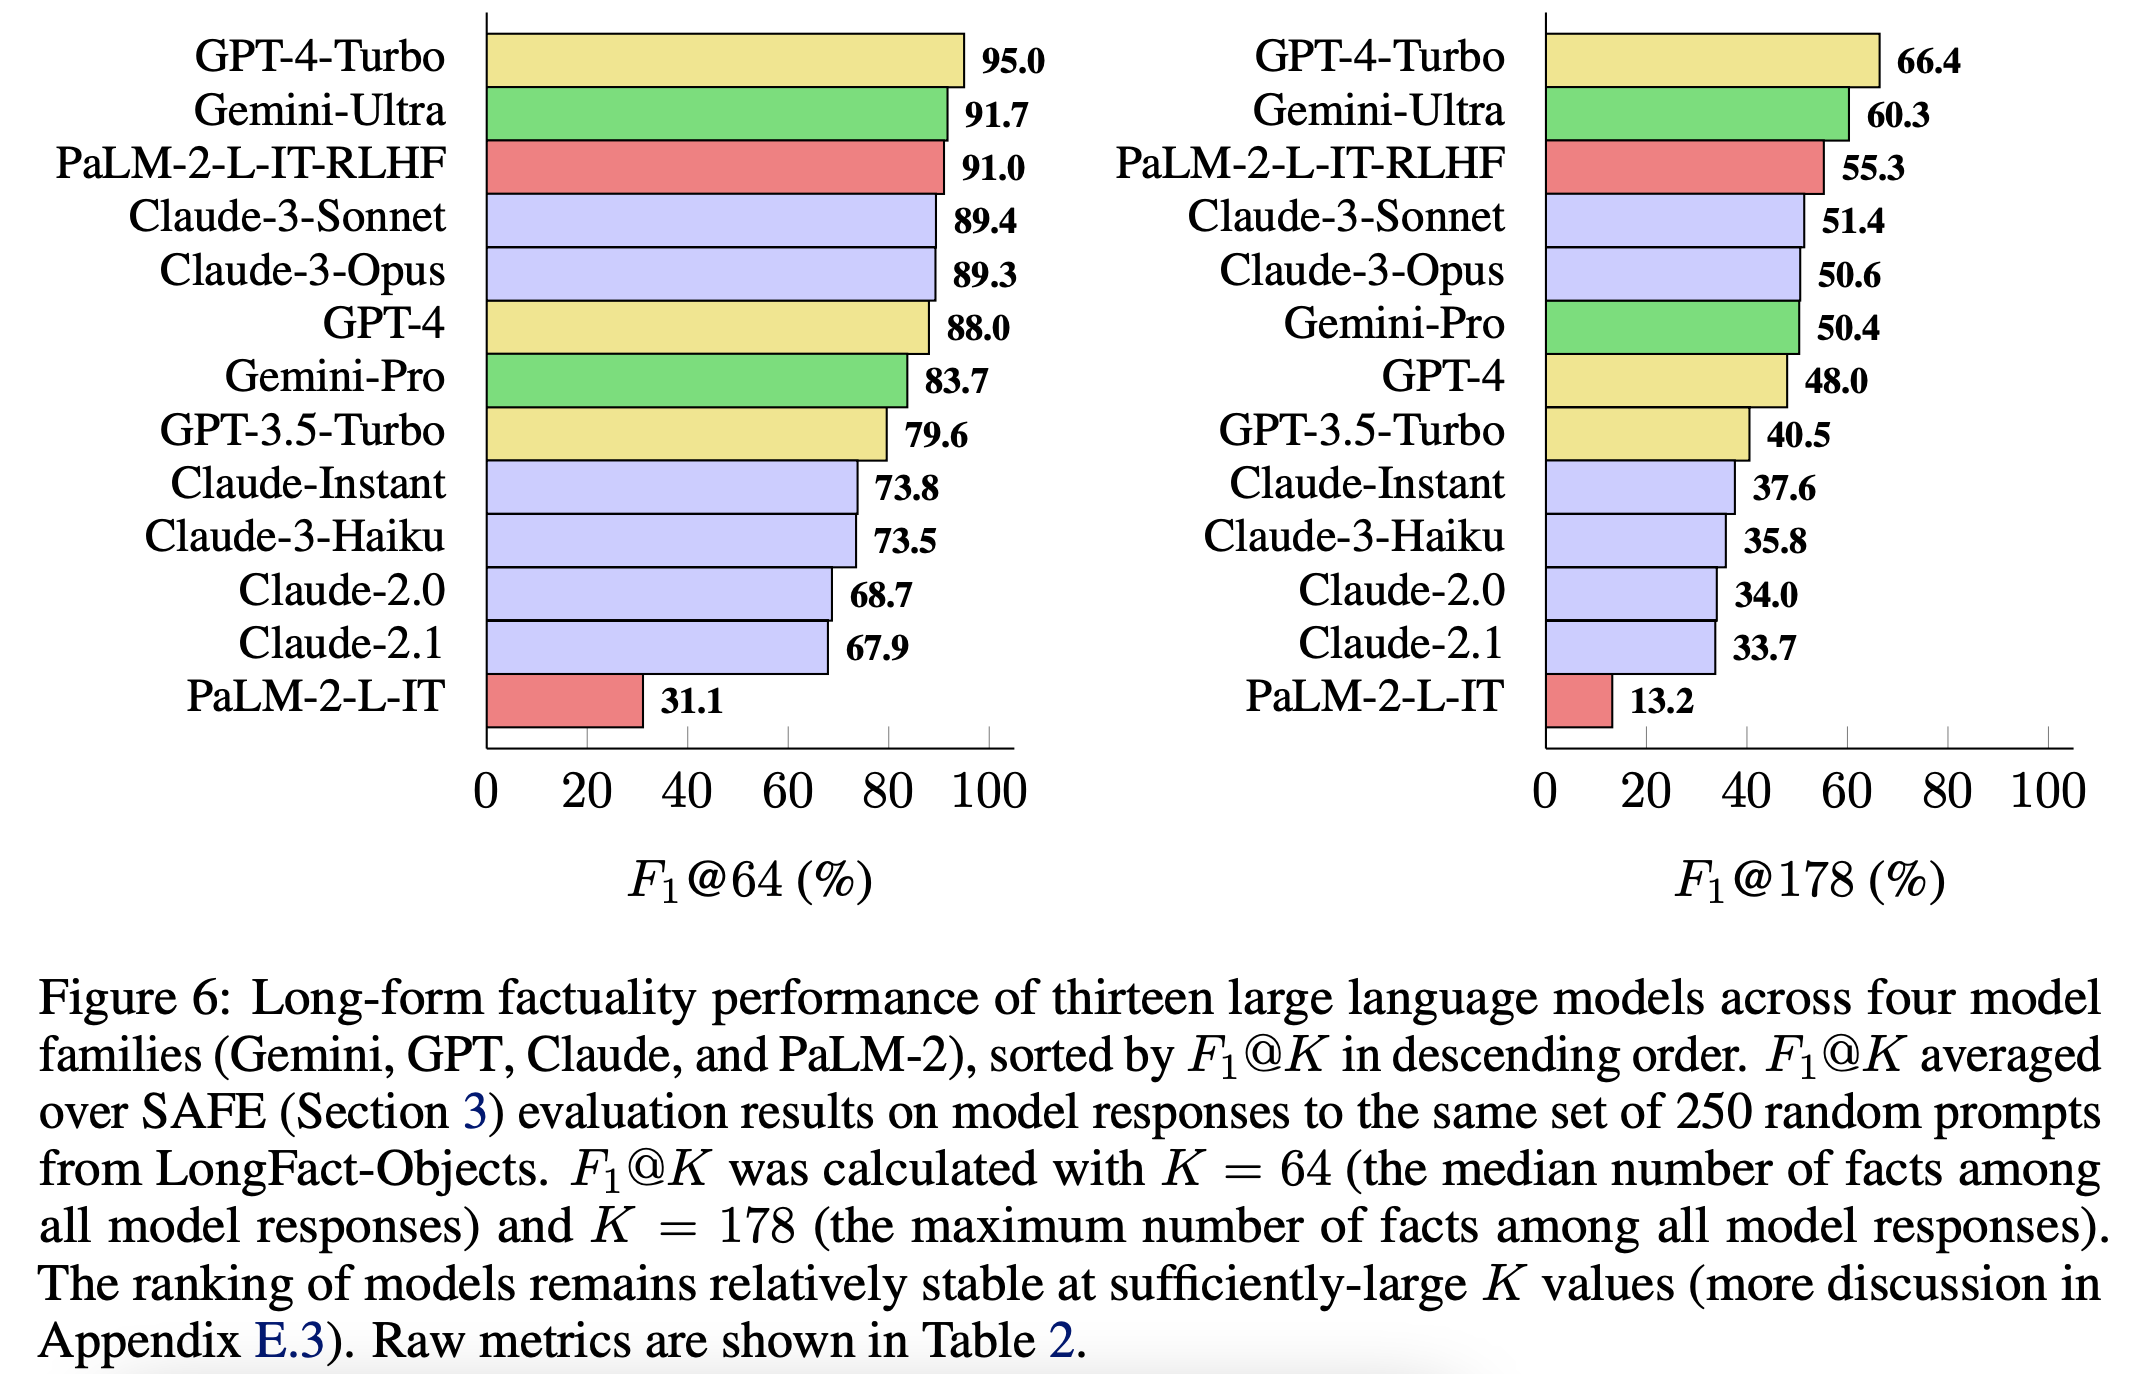 GPT-4-Turbo 95.0
Gemini-Ultra 91.7
PaLM-2-L-IT-RLHF 91.0
Claude-3-Sonnet 89.4
Claude-3-Opus 89.3
GPT-4 88.0
Gemini-Pro 83.7
GPT-3.5-Turbo 79.6
Claude-Instant 73.8
Claude-3-Haiku 73.5
Claude-2.0 68.7
Claude-2.1 67.9
PaLM-2-L-IT 31.1
0 20 40 60 80 100
F₁@64 (%)
GPT-4-Turbo 66.4
Gemini-Ultra 60.3
PaLM-2-L-IT-RLHF 55.3
Claude-3-Sonnet 51.4
Claude-3-Opus 50.6
Gemini-Pro 50.4
GPT-4 48.0
GPT-3.5-Turbo 40.5
Claude-Instant 37.6
Claude-3-Haiku 35.8
Claude-2.0 34.0
Claude-2.1 33.7
PaLM-2-L-IT 13.2
0 20 40 60 80 100
F₁@178 (%)
Figure 6: Long-form factuality performance of thirteen large language models across four model
families (Gemini, GPT, Claude, and PaLM-2), sorted by F₁@K in descending order. F₁@K averaged
over SAFE (Section 3) evaluation results on model responses to the same set of 250 random prompts
from LongFact-Objects. F₁@K was calculated with K = 64 (the median number of facts among
all model responses) and K = 178 (the maximum number of facts among all model responses).
The ranking of models remains relatively stable at sufficiently-large K values (more discussion in
Appendix E.3). Raw metrics are shown in Table 2.